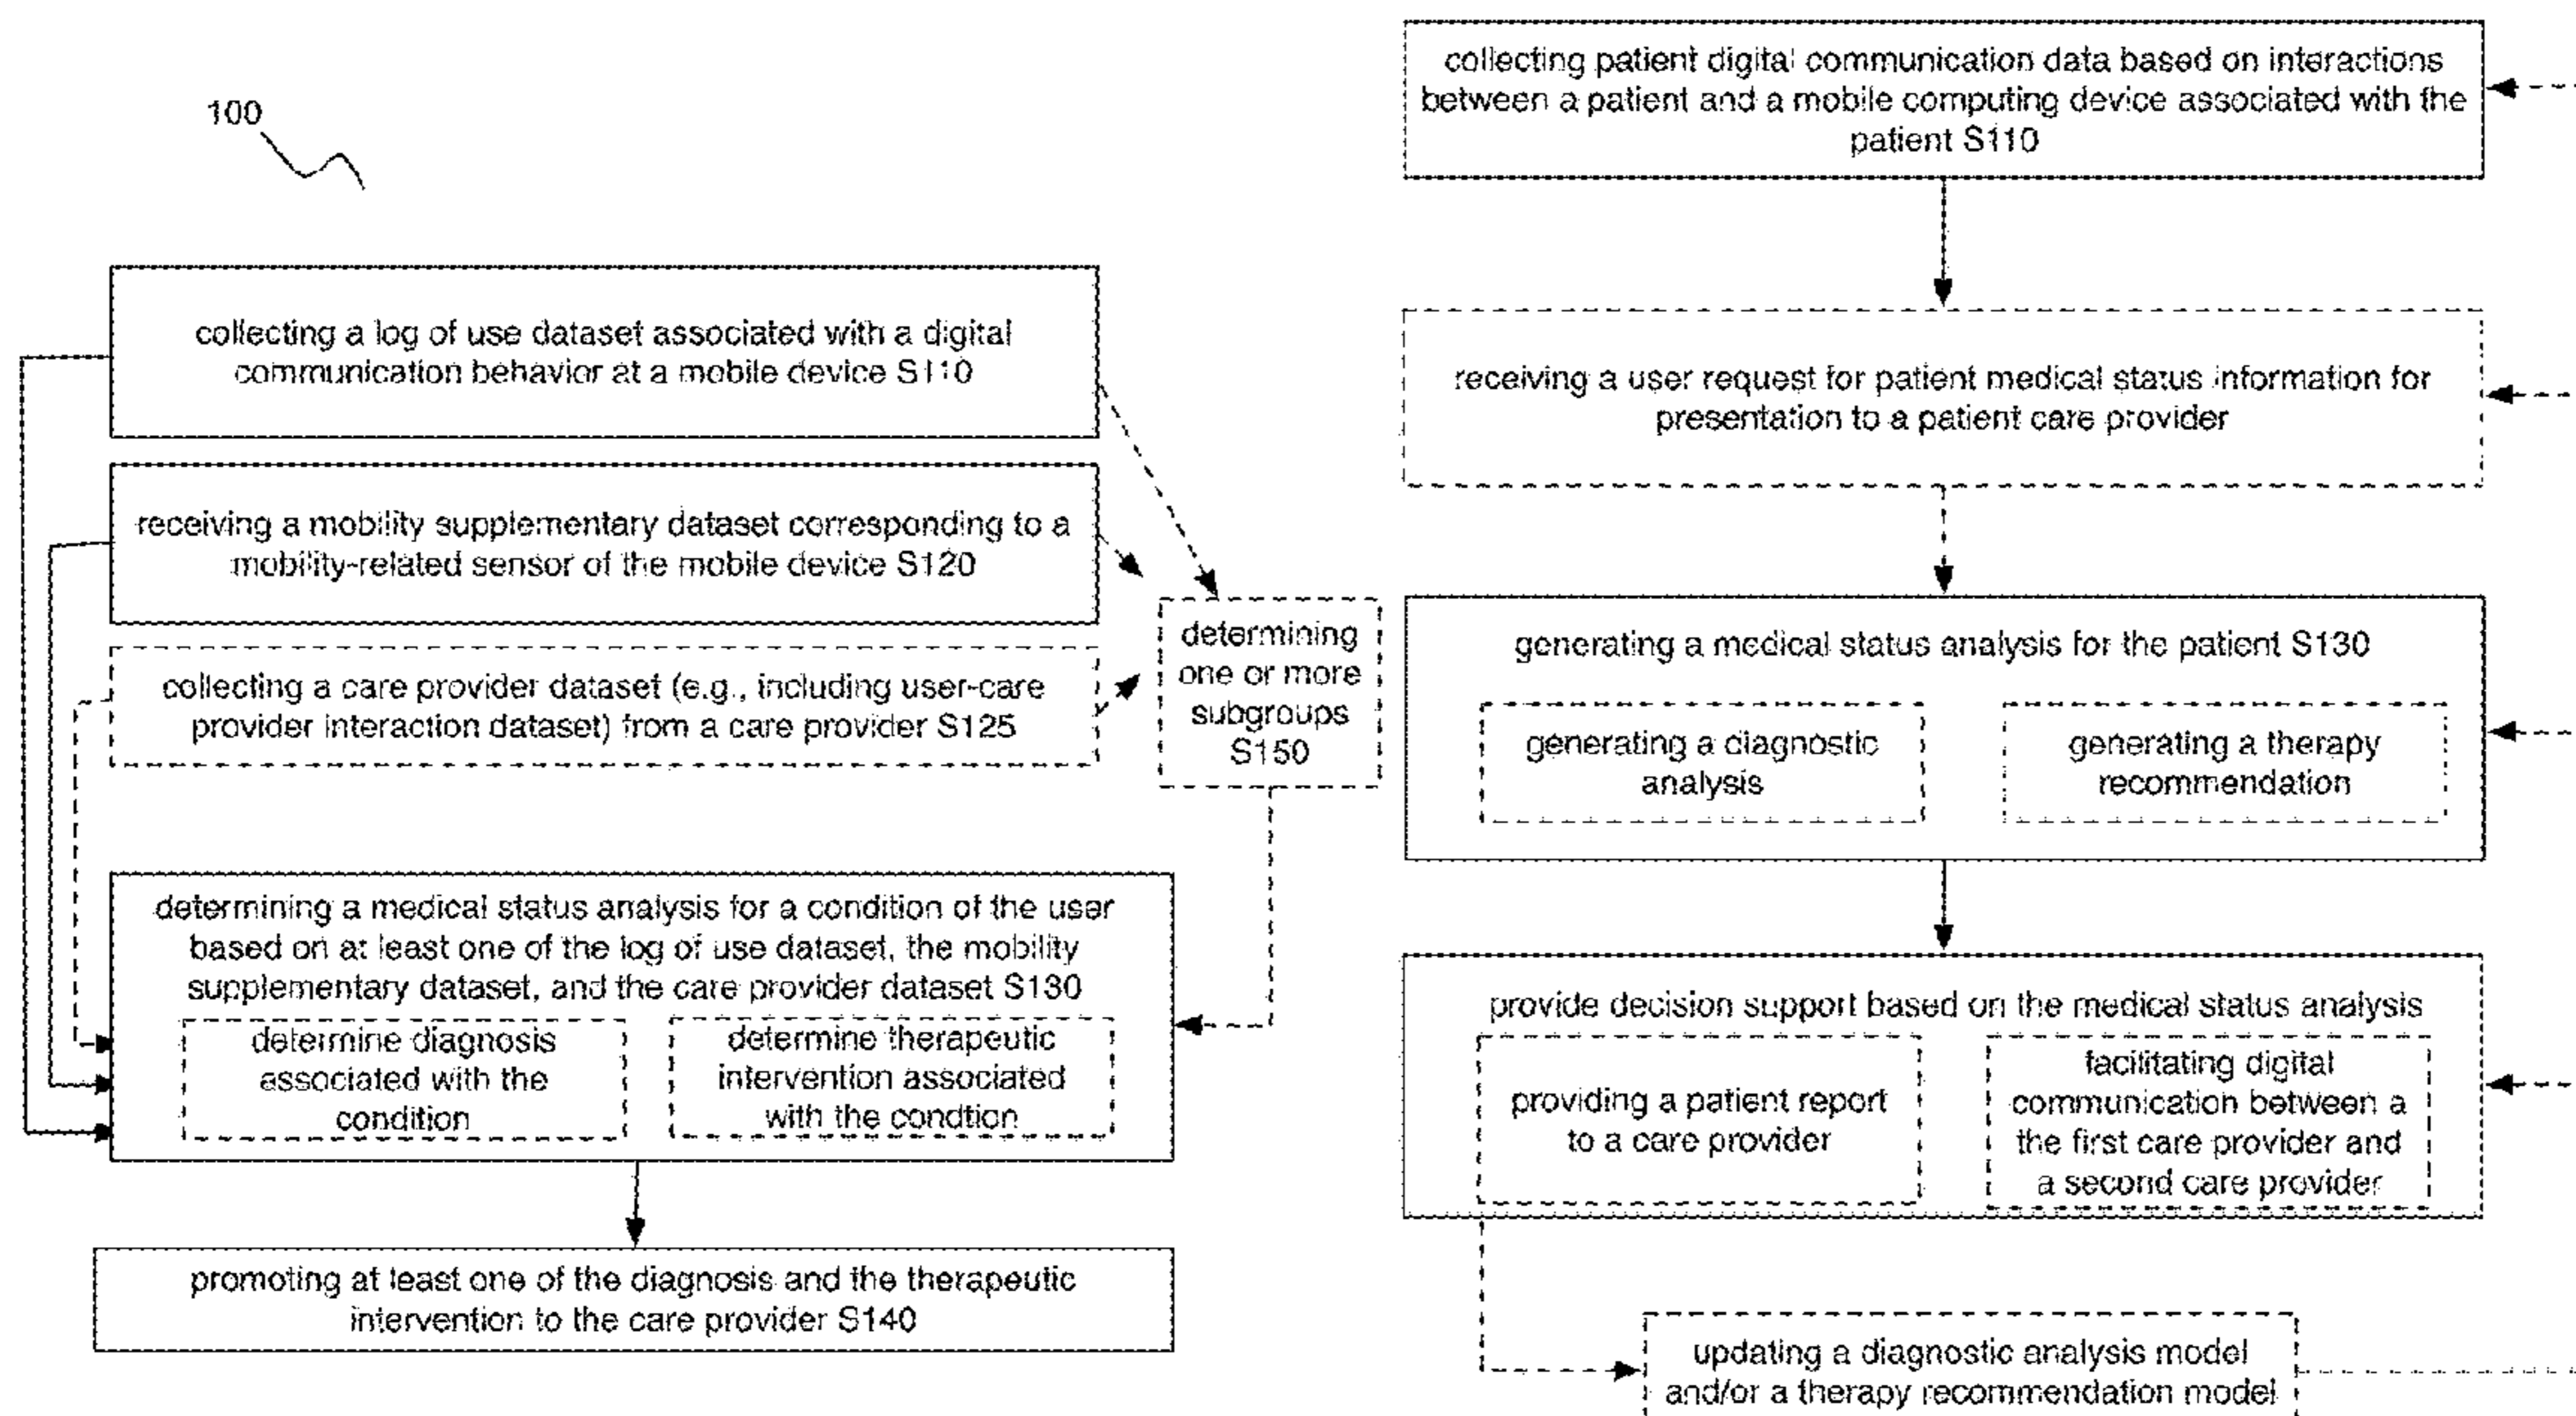 100
collecting a log of use dataset associated with a digital
communication behavior at a mobile device S110
receiving a mobility supplementary dataset corresponding to a
mobility-related sensor of the mobile device S120
collecting a care provider dataset (e.g., including user-care
provider interaction dataset) from a care provider S125
determining
one or more
subgroups
S150
determining a medical status analysis for a condition of the user
based on at least one of the log of use dataset, the mobility
supplementary dataset, and the care provider dataset S130
determine diagnosis
associated with the
condition
determine therapeutic
intervention associated
with the condtion
promoting at least one of the diagnosis and the therapeutic
intervention to the care provider S140
collecting patient digital communication data based on interactions
between a patient and a mobile computing device associated with the
patient S110
receiving a user request for patient medical status information for
presentation to a patient care provider
generating a medical status analysis for the patient S130
generating a diagnostic
analysis
generating a therapy
recommendation
provide decision support based on the medical status analysis
providing a patient report
to a care provider
facilitating digital
communication between a
the first care provider and
a second care provider
updating a diagnostic analysis model
and/or a therapy recommendation model